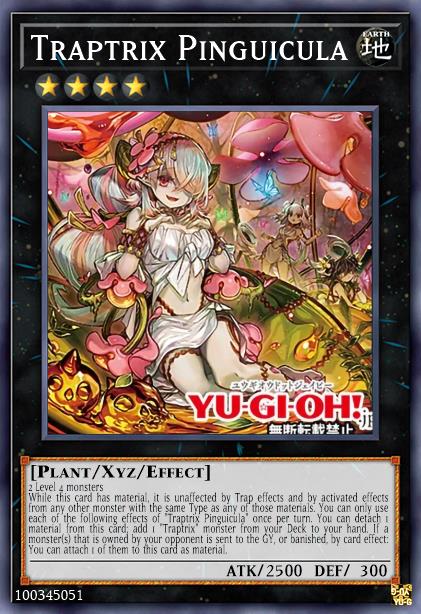 TRAPTRIX PINGUICULA
EARTH
地
ユウギオウドットジェイピー
YU-GI-OH!
無断転載禁止
[PLANT/XYZ/EFFECT]
2 Level 4 monsters
While this card has material, it is unaffected by Trap effects and by activated effects
from any other monster with the same Type as any of those materials. You can only use
each of the following effects of "Traptrix Pinguicula" once per turn. You can detach 1
material from this card; add 1 "Traptrix" monster from your Deck to your hand. If a
monster(s) that is owned by your opponent is sent to the GY, or banished, by card effect:
You can attach 1 of them to this card as material.
ATK/2500 DEF/ 300
100345051